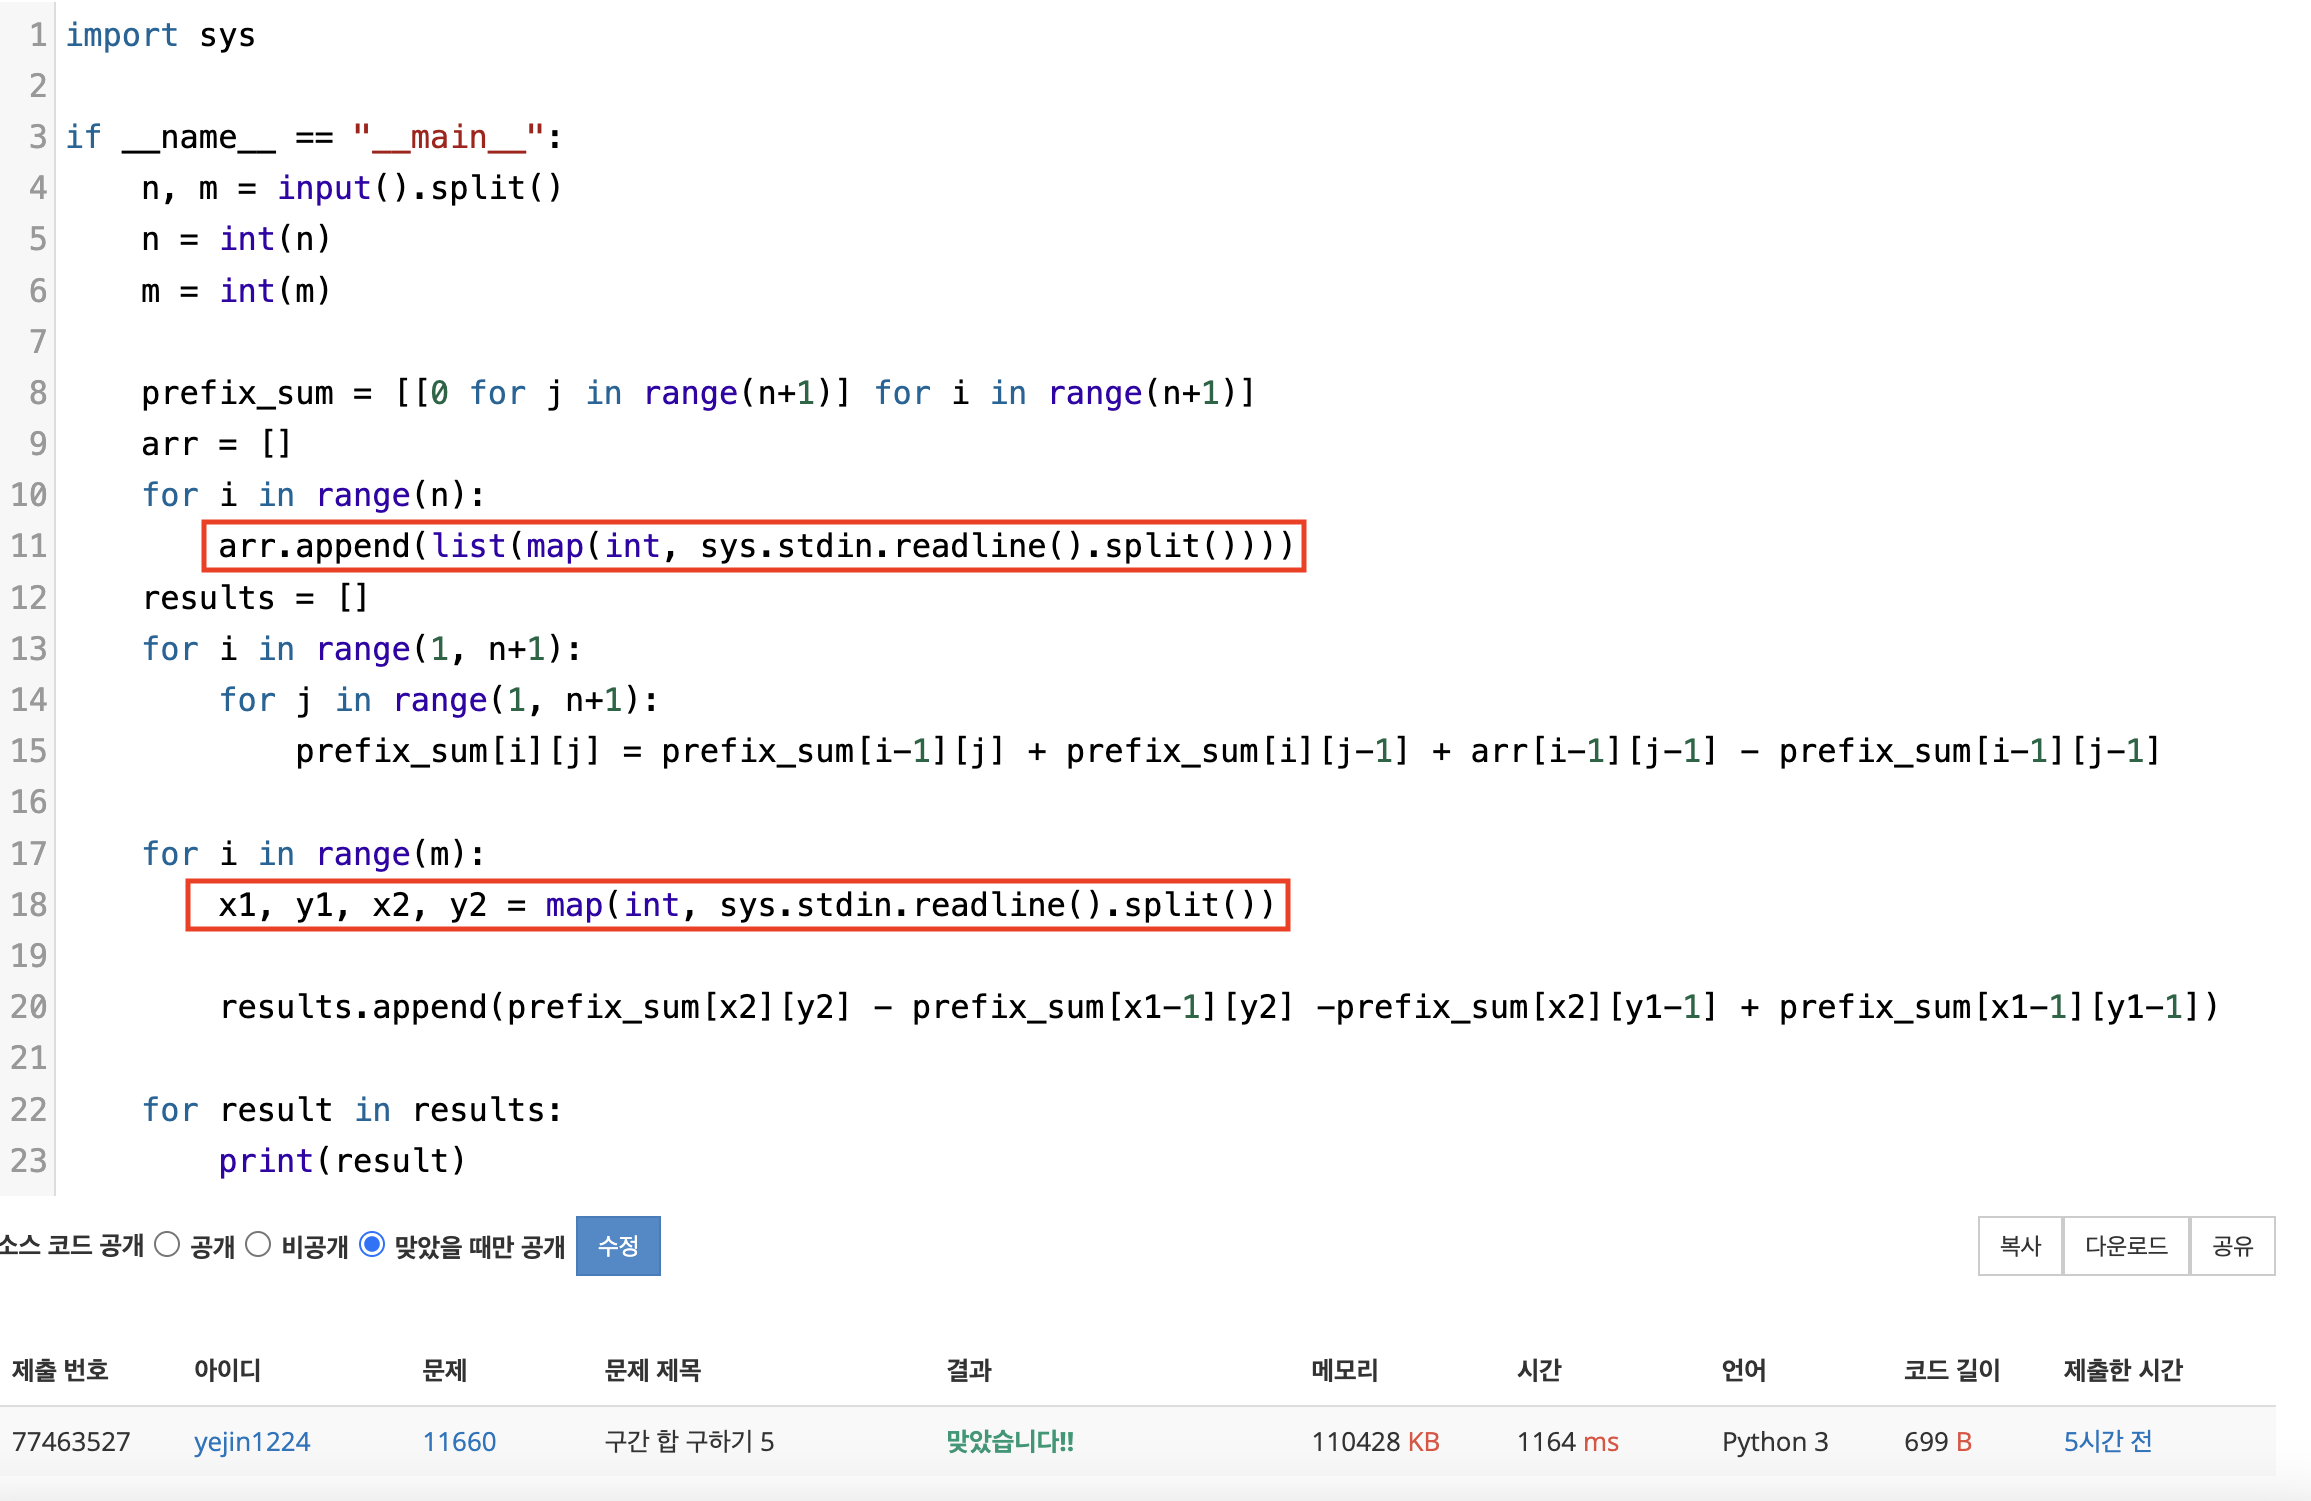 1 import sys
2
3 if __name__ == "__main__":
4     n, m = input().split()
5     n = int(n)
6     m = int(m)
7
8     prefix_sum = [[0 for j in range(n+1)] for i in range(n+1)]
9     arr = []
10     for i in range(n):
11         arr.append(list(map(int, sys.stdin.readline().split())))
12     results = []
13     for i in range(1, n+1):
14         for j in range(1, n+1):
15             prefix_sum[i][j] = prefix_sum[i-1][j] + prefix_sum[i][j-1] + arr[i-1][j-1] - prefix_sum[i-1][j-1]
16
17     for i in range(m):
18         x1, y1, x2, y2 = map(int, sys.stdin.readline().split())
19
20         results.append(prefix_sum[x2][y2] - prefix_sum[x1-1][y2] -prefix_sum[x2][y1-1] + prefix_sum[x1-1][y1-1])
21
22     for result in results:
23         print(result)
소스 코드 공개 공개 비공개 맞았을 때만 공개 수정 복사 다운로드 공유
제출 번호 아이디 문제 문제 제목 결과 메모리 시간 언어 코드 길이 제출한 시간
77463527 yejin1224 11660 구간 합 구하기 5 맞았습니다!! 110428 KB 1164 ms Python 3 699 B 5시간 전